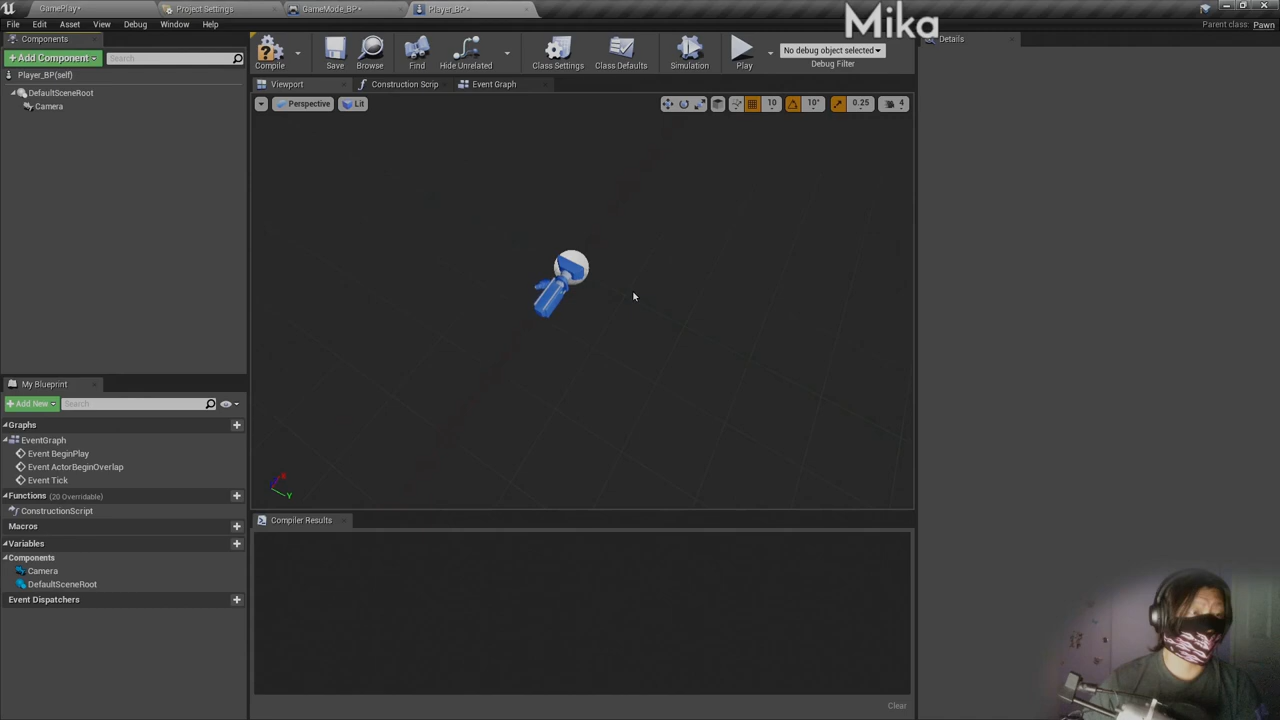 GamePlay*
Project Settings
GameMode_BP*
Player_BP*
Mika
File Edit Asset View Debug Window Help
Parent class: Pawn
Components
Details
+ Add Component
Search
Compile
Save
Browse
Find
Hide Unrelated
Class Settings
Class Defaults
Simulation
Play
No debug object selected
Debug Filter
Player_BP(self)
Viewport
Construction Scrip
Event Graph
DefaultSceneRoot
Camera
Perspective
Lit
10
10°
0.25
4
X
Y
My Blueprint
+ Add New
Search
Graphs
EventGraph
Event BeginPlay
Event ActorBeginOverlap
Event Tick
Functions (20 Overridable)
ConstructionScript
Macros
Variables
Components
Camera
DefaultSceneRoot
Event Dispatchers
Compiler Results
Clear